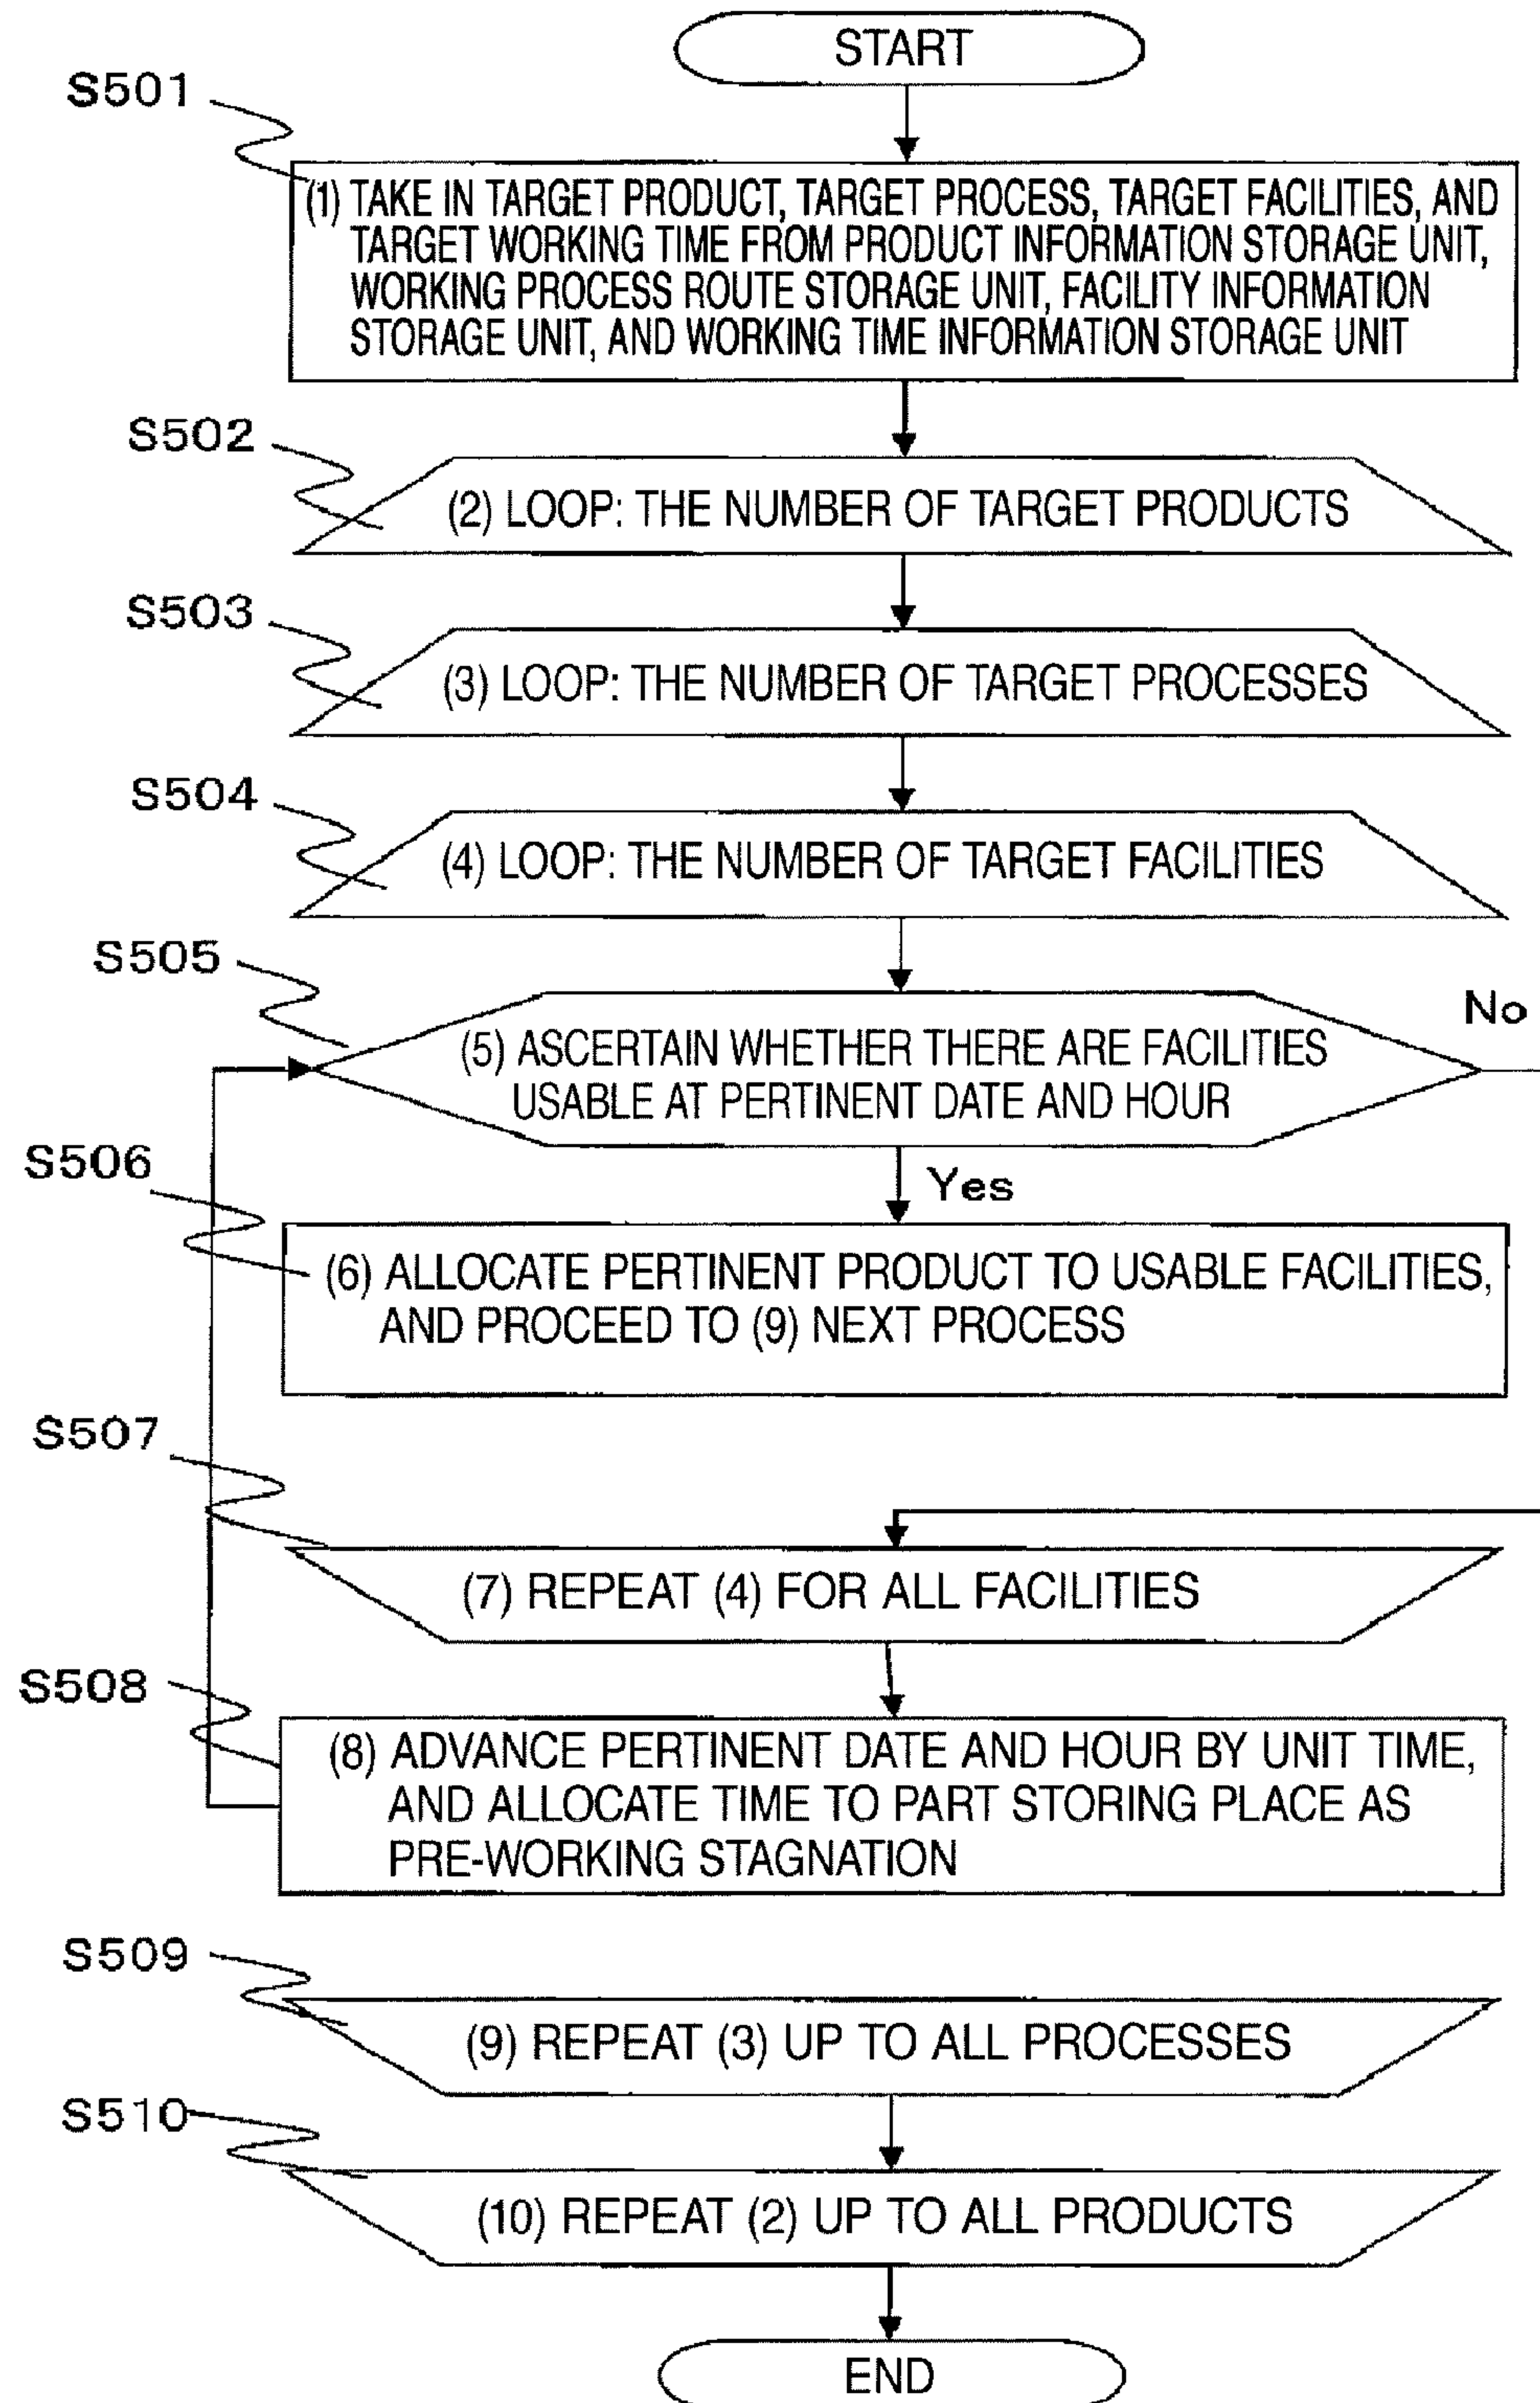 START
S501
(1) TAKE IN TARGET PRODUCT, TARGET PROCESS, TARGET FACILITIES, AND
TARGET WORKING TIME FROM PRODUCT INFORMATION STORAGE UNIT,
WORKING PROCESS ROUTE STORAGE UNIT, FACILITY INFORMATION
STORAGE UNIT, AND WORKING TIME INFORMATION STORAGE UNIT
S502
(2) LOOP: THE NUMBER OF TARGET PRODUCTS
S503
(3) LOOP: THE NUMBER OF TARGET PROCESSES
S504
(4) LOOP: THE NUMBER OF TARGET FACILITIES
S505
No
(5) ASCERTAIN WHETHER THERE ARE FACILITIES
USABLE AT PERTINENT DATE AND HOUR
S506
Yes
(6) ALLOCATE PERTINENT PRODUCT TO USABLE FACILITIES,
AND PROCEED TO (9) NEXT PROCESS
S507
(7) REPEAT (4) FOR ALL FACILITIES
S508
(8) ADVANCE PERTINENT DATE AND HOUR BY UNIT TIME,
AND ALLOCATE TIME TO PART STORING PLACE AS
PRE-WORKING STAGNATION
S509
(9) REPEAT (3) UP TO ALL PROCESSES
S510
(10) REPEAT (2) UP TO ALL PRODUCTS
END